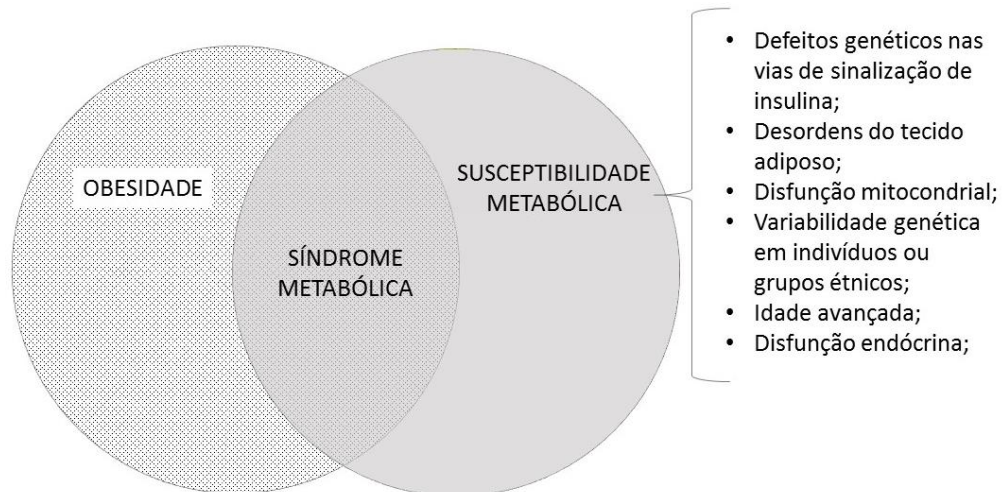 OBESIDADE
SÍNDROME
METABÓLICA
SUSCEPTIBILIDADE
METABÓLICA
• Defeitos genéticos nas
vias de sinalização de
insulina;
• Desordens do tecido
adiposo;
• Disfunção mitocondrial;
• Variabilidade genética
em indivíduos ou
grupos étnicos;
• Idade avançada;
• Disfunção endócrina;